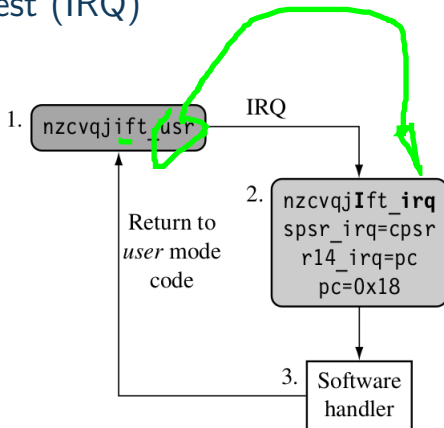 est (IRQ)
1. nzcvqjift_usr
IRQ
2. nzcvqjIft_irq
spsr_irq=cpsr
r14_irq=pc
pc=0x18
Return to
user mode
code
3. Software
handler